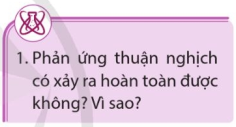 1. Phản ứng thuận nghịch
có xảy ra hoàn toàn được
không? Vì sao?